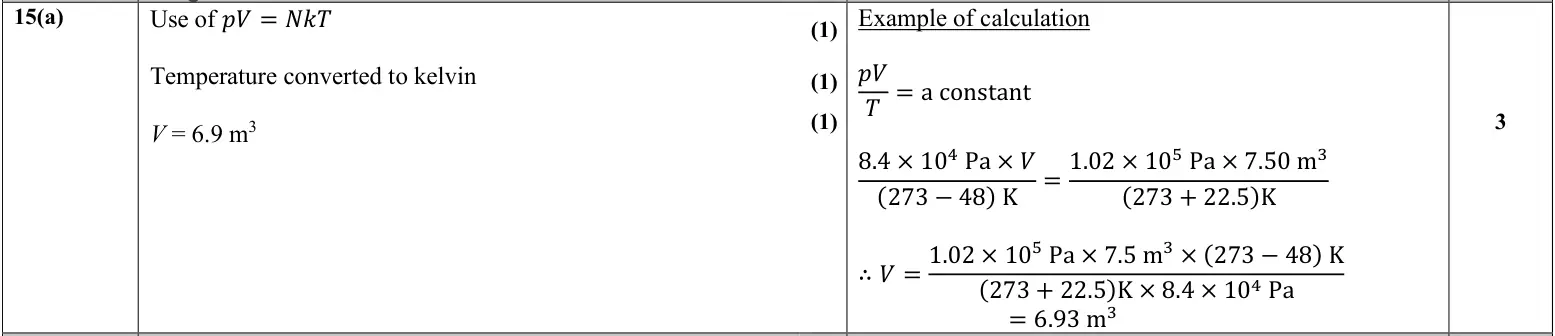 15(a)
Use of pV = NkT
(1)
Temperature converted to kelvin
(1)
V = 6.9 m³
(1)
Example of calculation
pV/T = a constant
(8.4 × 10⁴ Pa × V)/((273 − 48) K) = (1.02 × 10⁵ Pa × 7.50 m³)/((273 + 22.5)K)
∴ V = (1.02 × 10⁵ Pa × 7.5 m³ × (273 − 48) K)/((273 + 22.5)K × 8.4 × 10⁴ Pa)
= 6.93 m³
3